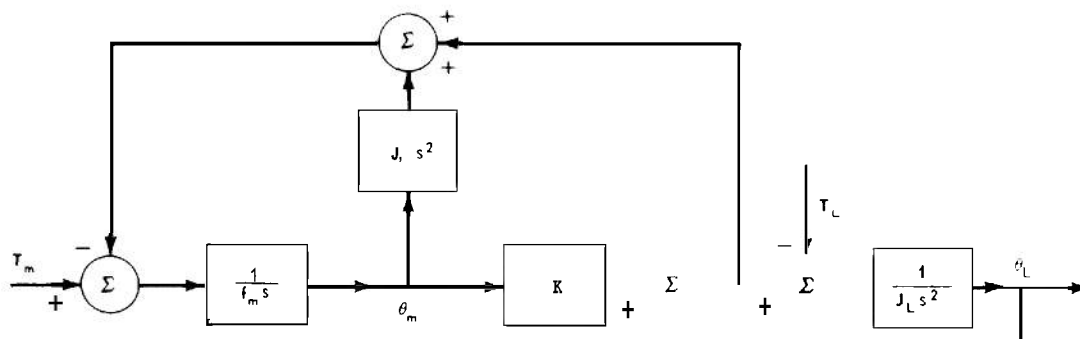 +
Σ
+
J, s²
T_L
−
−
T_m
+
Σ
1
f_m s
θ_m
K
+
Σ
+
Σ
1
J_L s²
θ_L